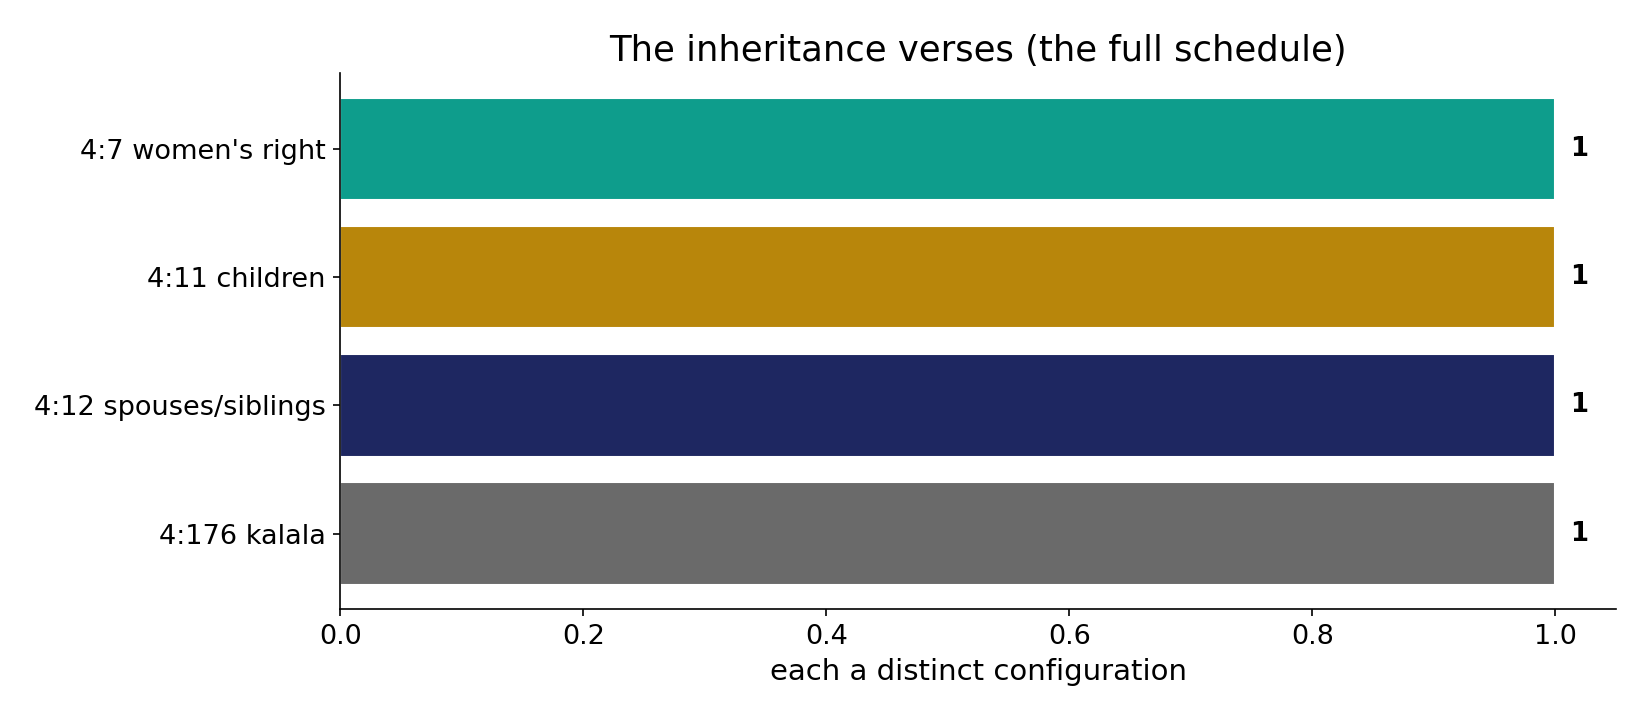 The inheritance verses (the full schedule)
4:7 women's right
1
4:11 children
1
4:12 spouses/siblings
1
4:176 kalala
1
0.0 0.2 0.4 0.6 0.8 1.0
each a distinct configuration